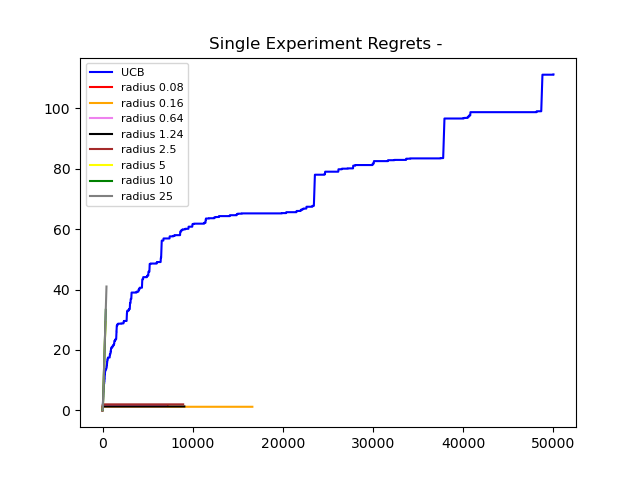 Single Experiment Regrets -
UCB
radius 0.08
radius 0.16
radius 0.64
radius 1.24
radius 2.5
radius 5
radius 10
radius 25
100
80
60
40
20
0
0 10000 20000 30000 40000 50000